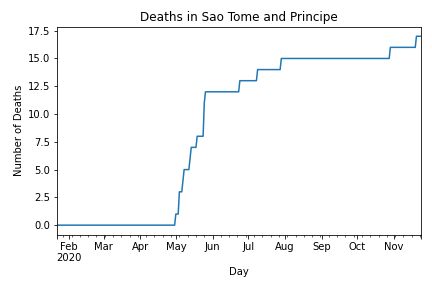 Deaths in Sao Tome and Principe
17.5
15.0
12.5
10.0
7.5
5.0
2.5
0.0
Number of Deaths
Feb Mar Apr May Jun Jul Aug Sep Oct Nov
2020
Day